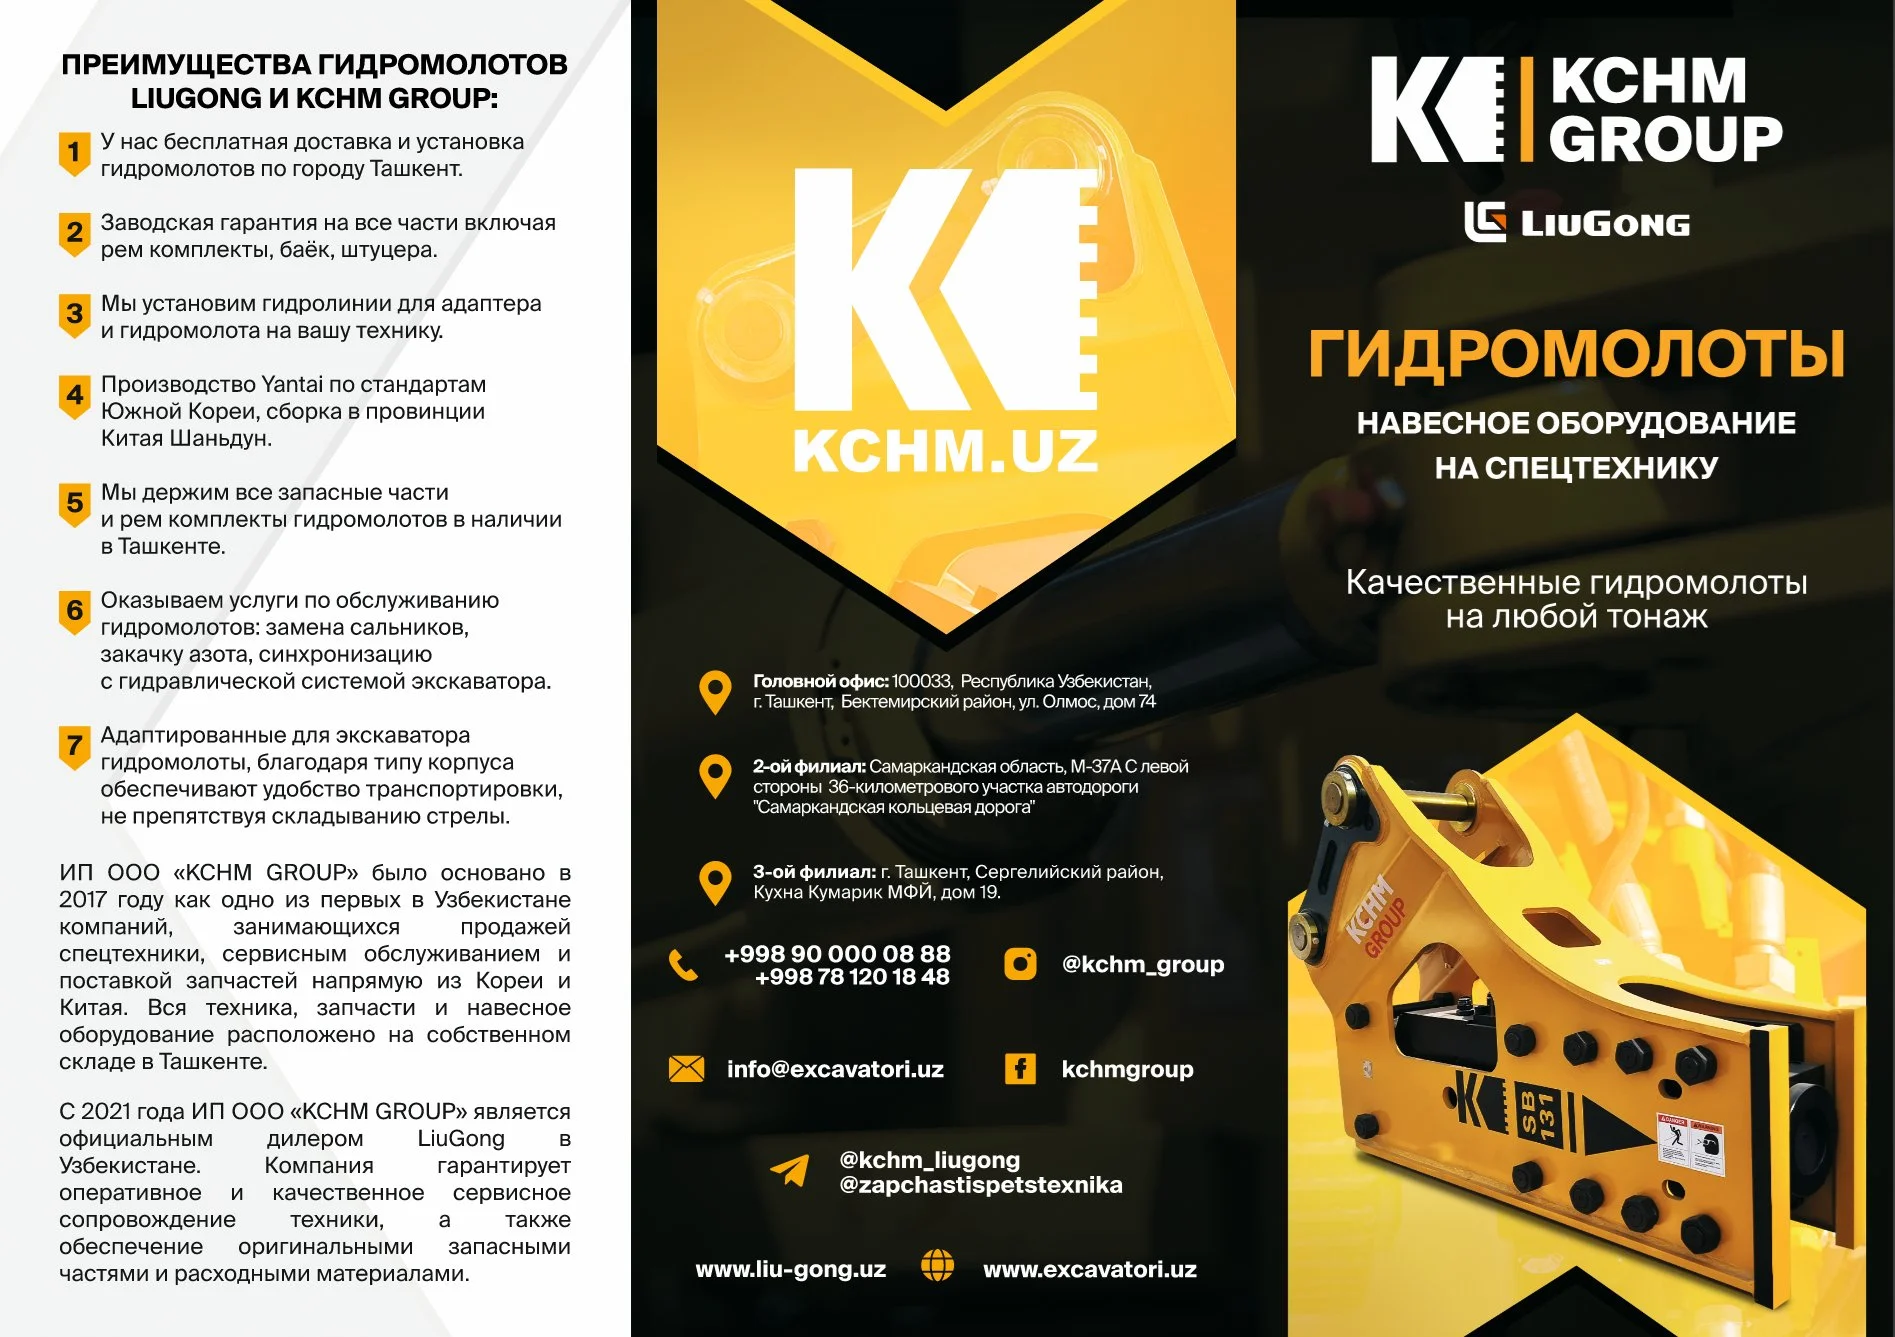 ПРЕИМУЩЕСТВА ГИДРОМОЛОТОВ
LIUGONG И KCHM GROUP:
1
У нас бесплатная доставка и установка
гидромолотов по городу Ташкент.
2
Заводская гарантия на все части включая
рем комплекты, баёк, штуцера.
3
Мы установим гидролинии для адаптера
и гидромолота на вашу технику.
4
Производство Yantai по стандартам
Южной Кореи, сборка в провинции
Китая Шаньдун.
5
Мы держим все запасные части
и рем комплекты гидромолотов в наличии
в Ташкенте.
6
Оказываем услуги по обслуживанию
гидромолотов: замена сальников,
закачку азота, синхронизацию
с гидравлической системой экскаватора.
7
Адаптированные для экскаватора
гидромолоты, благодаря типу корпуса
обеспечивают удобство транспортировки,
не препятствуя складыванию стрелы.
ИП ООО «KCHM GROUP» было основано в
2017 году как одно из первых в Узбекистане
компаний, занимающихся продажей
спецтехники, сервисным обслуживанием и
поставкой запчастей напрямую из Кореи и
Китая. Вся техника, запчасти и навесное
оборудование расположено на собственном
складе в Ташкенте.
С 2021 года ИП ООО «KCHM GROUP» является
официальным дилером LiuGong в
Узбекистане. Компания гарантирует
оперативное и качественное сервисное
сопровождение техники, а также
обеспечение оригинальными запасными
частями и расходными материалами.
KCHM.UZ
Головной офис: 100033, Республика Узбекистан,
г. Ташкент, Бектемирский район, ул. Олмос, дом 74
2-ой филиал: Самаркандская область, М-37А С левой
стороны 36-километрового участка автодороги
"Самаркандская кольцевая дорога"
3-ой филиал: г. Ташкент, Сергелийский район,
Кухна Кумарик МФЙ, дом 19.
+998 90 000 08 88
+998 78 120 18 48
@kchm_group
info@excavatori.uz
kchmgroup
@kchm_liugong
@zapchastispetstexnika
www.liu-gong.uz
www.excavatori.uz
KCHM
GROUP
LIUGONG
ГИДРОМОЛОТЫ
НАВЕСНОЕ ОБОРУДОВАНИЕ
НА СПЕЦТЕХНИКУ
Качественные гидромолоты
на любой тонаж
KCHM
GROUP
SB
131
DANGER